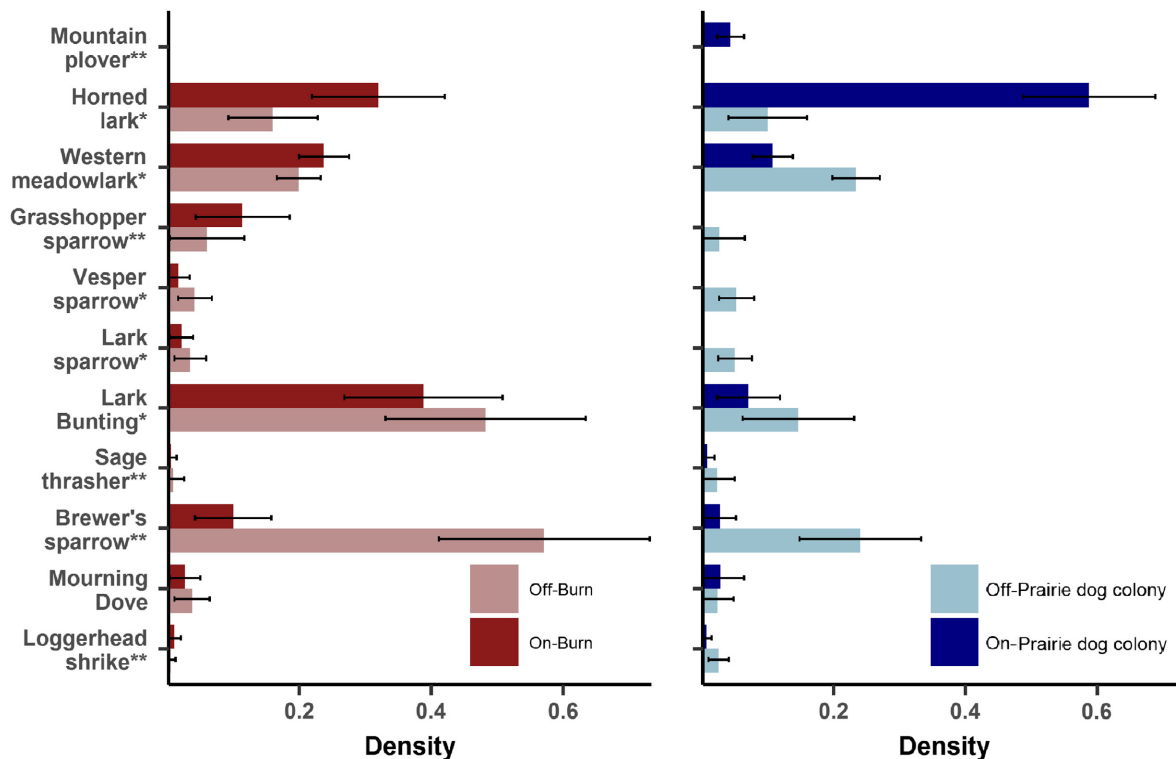 Mountain
plover**
Horned
lark*
Western
meadowlark*
Grasshopper
sparrow**
Vesper
sparrow*
Lark
sparrow*
Lark
Bunting*
Sage
thrasher**
Brewer's
sparrow**
Mourning
Dove
Loggerhead
shrike**
Off-Burn
On-Burn
0.2 0.4 0.6
Density
Off-Prairie dog colony
On-Prairie dog colony
0.2 0.4 0.6
Density